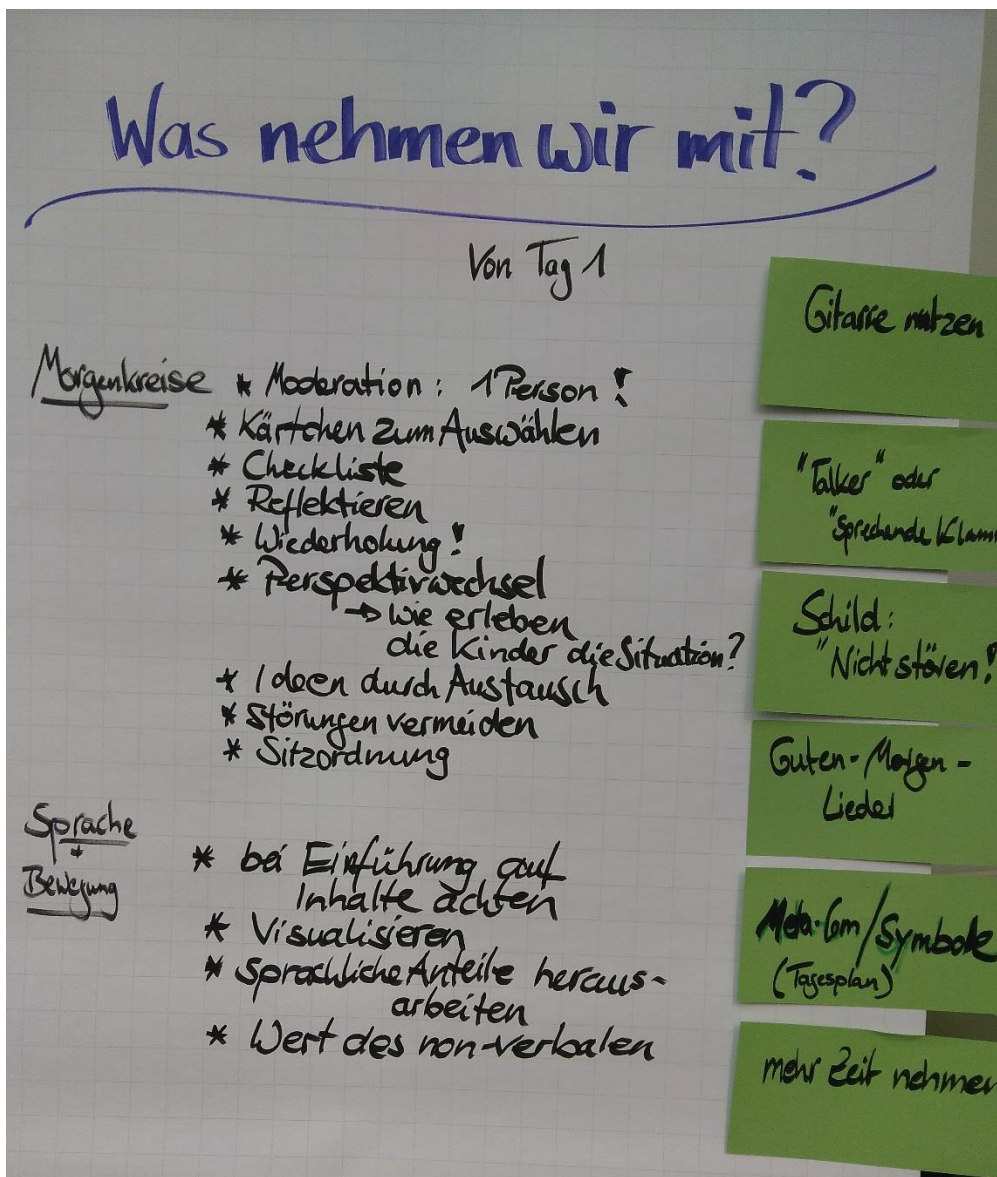 Was nehmen wir mit?
Von Tag 1
Morgenkreise * Moderation: 1 Person!
* Kärtchen zum Auswählen
* Checkliste
* Reflektieren
* Wiederholung!
* Perspektivwechsel
→ wie erleben
die Kinder die Situation?
* Ideen durch Austausch
* Störungen vermeiden
* Sitzordnung
Sprache
+
Bewegung
* bei Einführung auf
Inhalte achten
* Visualisieren
* sprachliche Anteile heraus-
arbeiten
* Wert des non-verbalen
Gitarre nutzen
"Talker" oder
"sprechende Klam
Schild:
"Nicht stören!
Guten-Morgen-
Lieder
Meta-Com/Symbole
(Tagesplan)
mehr Zeit nehmen